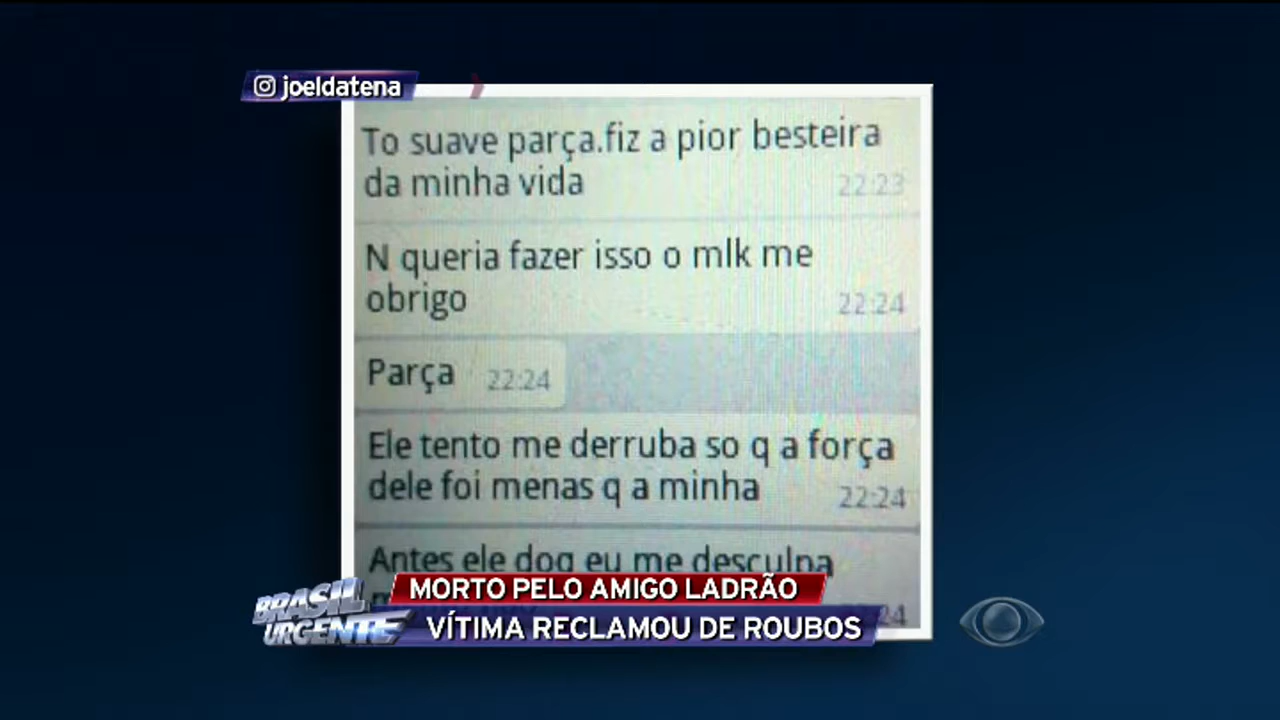 joeldatena
To suave parça.fiz a pior besteira
da minha vida
22:23
N queria fazer isso o mlk me
obrigo
22:24
Parça 22:24
Ele tento me derruba so q a força
dele foi menas q a minha
22:24
Antes ele doq eu me desculpa
24
MORTO PELO AMIGO LADRÃO
BRASIL
URGENTE
VÍTIMA RECLAMOU DE ROUBOS